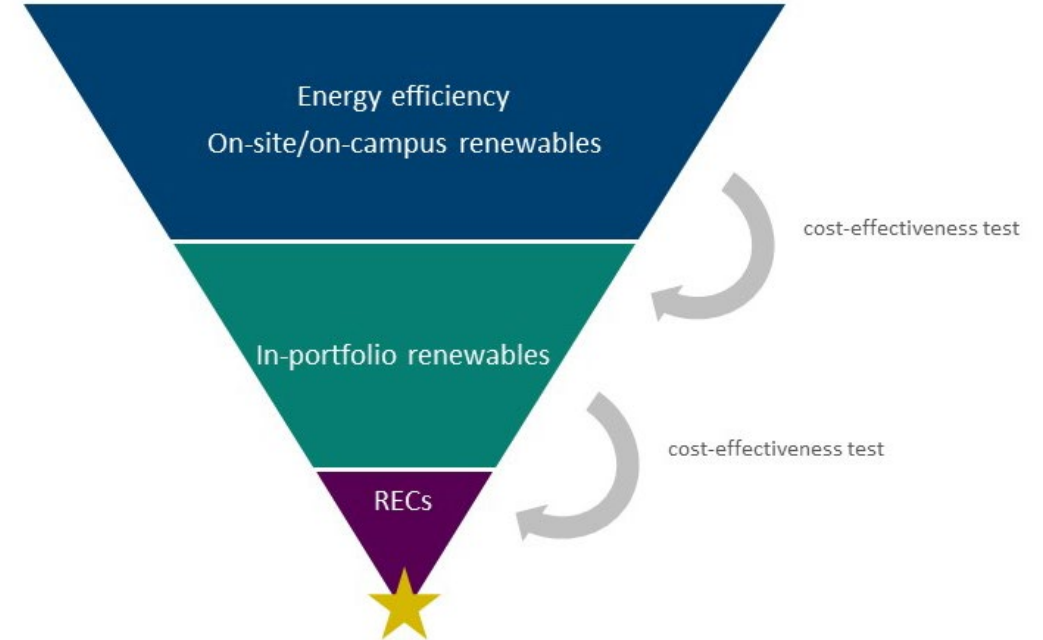 Energy efficiency
On-site/on-campus renewables
cost-effectiveness test
In-portfolio renewables
cost-effectiveness test
RECs